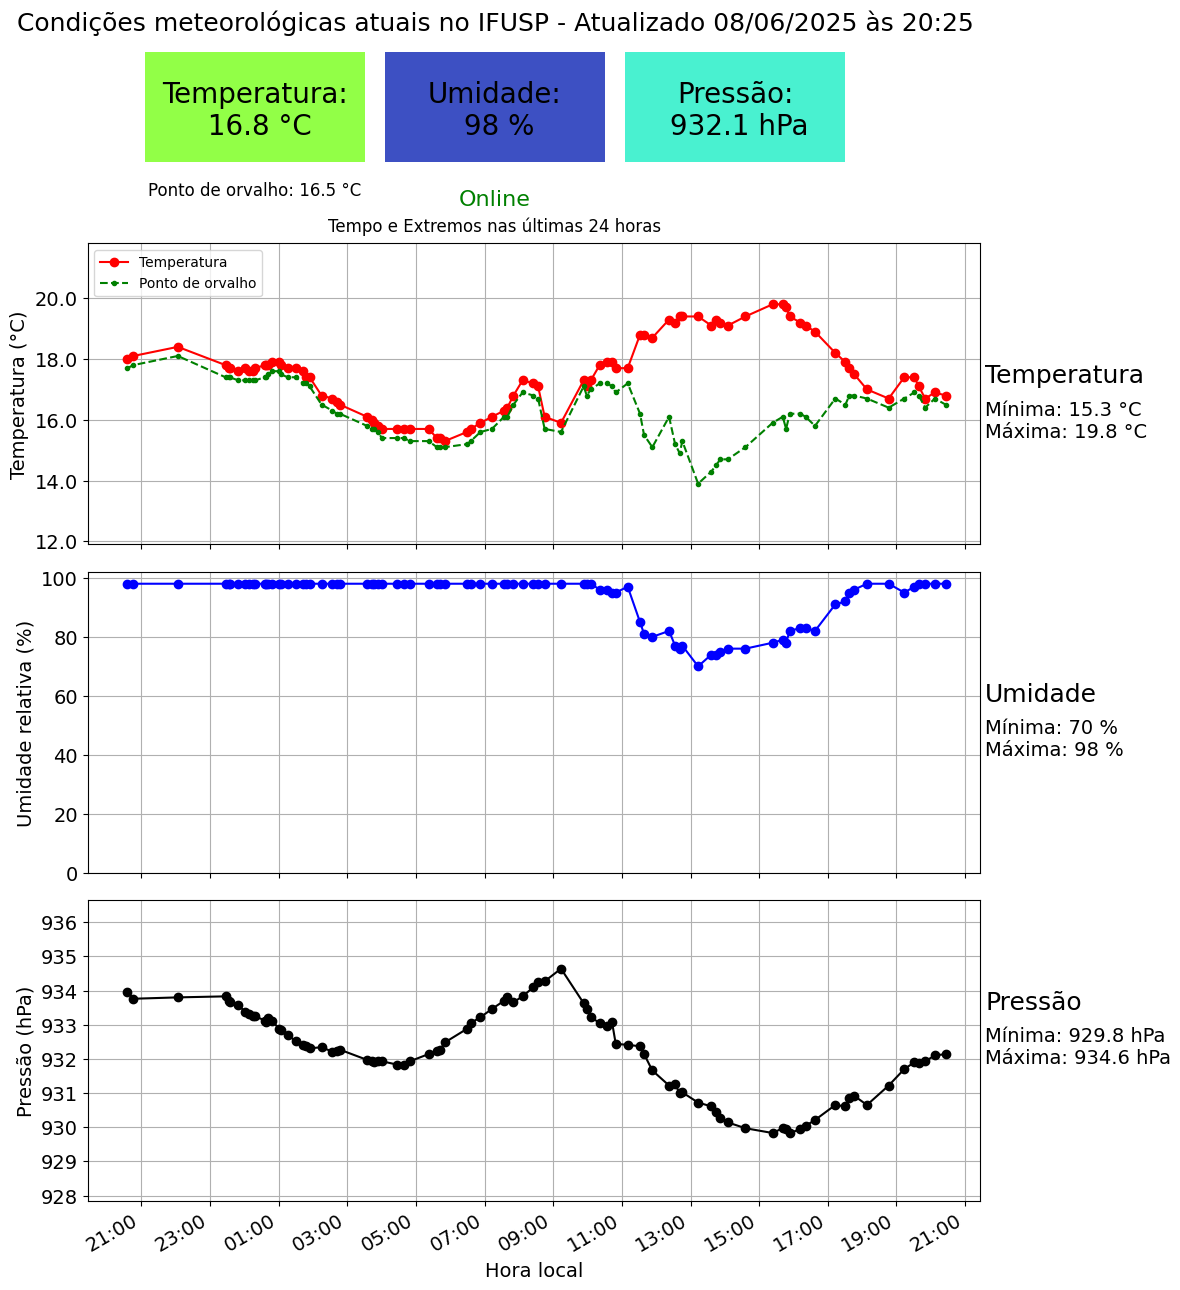 Condições meteorológicas atuais no IFUSP - Atualizado 08/06/2025 às 20:25
Temperatura:
16.8 °C
Umidade:
98 %
Pressão:
932.1 hPa
Ponto de orvalho: 16.5 °C
Online
Tempo e Extremos nas últimas 24 horas
Temperatura
Ponto de orvalho
Temperatura (°C)
20.0
18.0
16.0
14.0
12.0
Temperatura
Mínima: 15.3 °C
Máxima: 19.8 °C
Umidade relativa (%)
100
80
60
40
20
0
Umidade
Mínima: 70 %
Máxima: 98 %
Pressão (hPa)
936
935
934
933
932
931
930
929
928
Pressão
Mínima: 929.8 hPa
Máxima: 934.6 hPa
21:00
23:00
01:00
03:00
05:00
07:00
09:00
11:00
13:00
15:00
17:00
19:00
21:00
Hora local